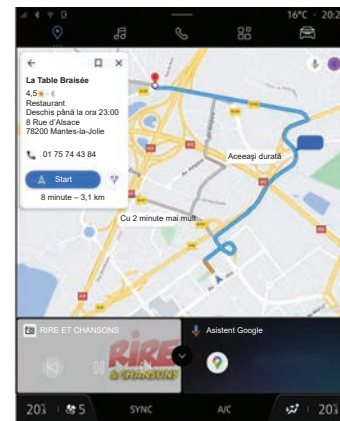 16°C · 20:2
La Table Braisée
4,5★ · €
Restaurant
Deschis până la ora 23:00
8 Rue d'Alsace
78200 Mantes-la-Jolie
01 75 74 43 84
Start
8 minute – 3,1 km
Aceeaşi durată
Cu 2 minute mai mult
RIRE ET CHANSONS
RIRE
& CHANSONS
Asistent Google
20
5
SYNC
A/C
20